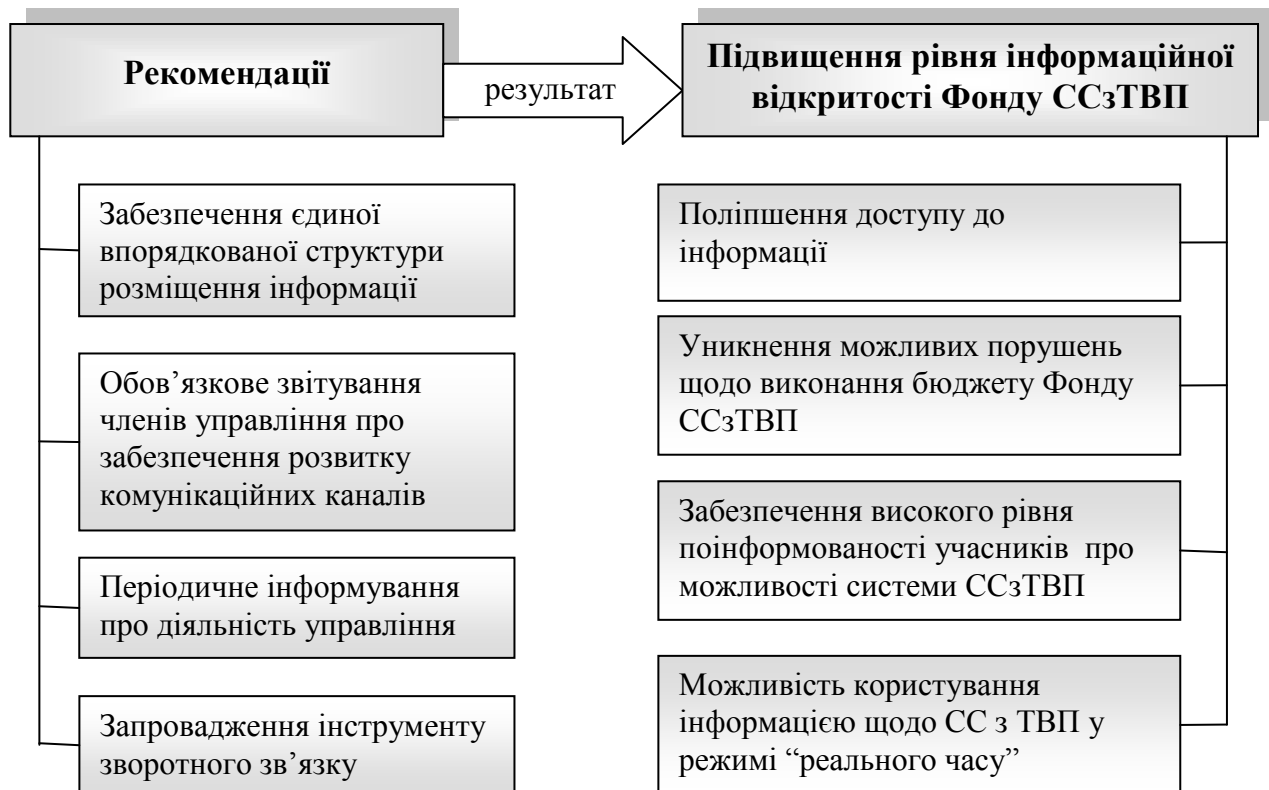 Рекомендації
результат
Підвищення рівня інформаційної
відкритості Фонду ССзТВП
Забезпечення єдиної
впорядкованої структури
розміщення інформації
Обов’язкове звітування
членів управління про
забезпечення розвитку
комунікаційних каналів
Періодичне інформування
про діяльність управління
Запровадження інструменту
зворотного зв’язку
Поліпшення доступу до
інформації
Уникнення можливих порушень
щодо виконання бюджету Фонду
ССзТВП
Забезпечення високого рівня
поінформованості учасників про
можливості системи ССзТВП
Можливість користування
інформацією щодо СС з ТВП у
режимі “реального часу”